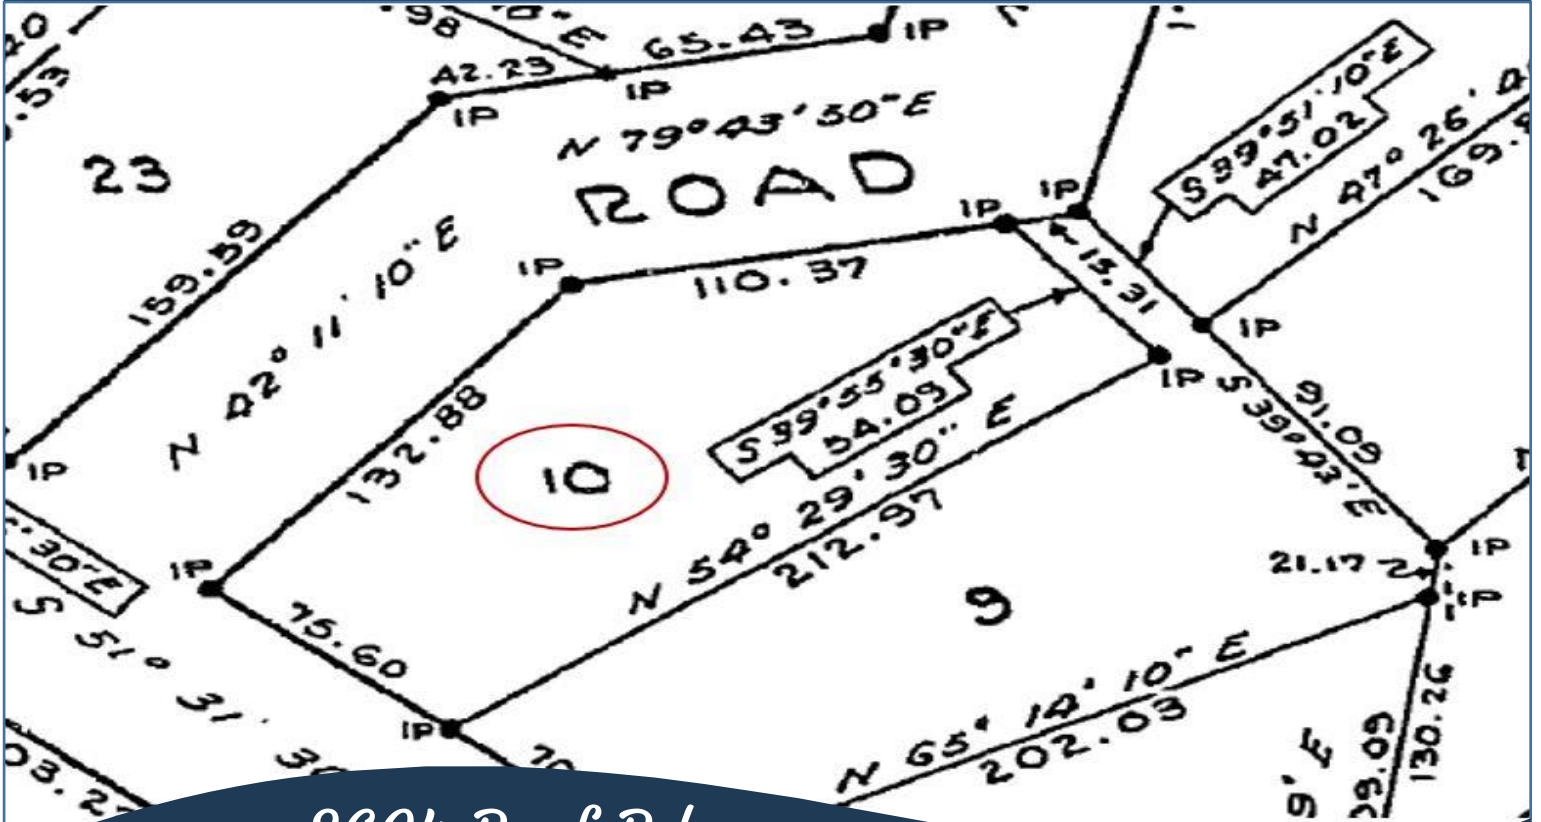 65.43
IP
42.23
IP
IP
N 79° 43' 50" E
S 39° 51' 10" E
47.02
23
ROAD
N 47° 26'
IP
IP
159.59
N 42° 11' 10" E
IP
110.37
15.31
IP
S 39° 55' 30" E
54.09
IP
91.09
S 39° 43' E
132.88
IP
10
N 54° 29' 30" E
212.97
IP
21.17
IP
IP
9
75.60
S 51° 31'
IP
N 65° 14' 10" E
202.03
130.26